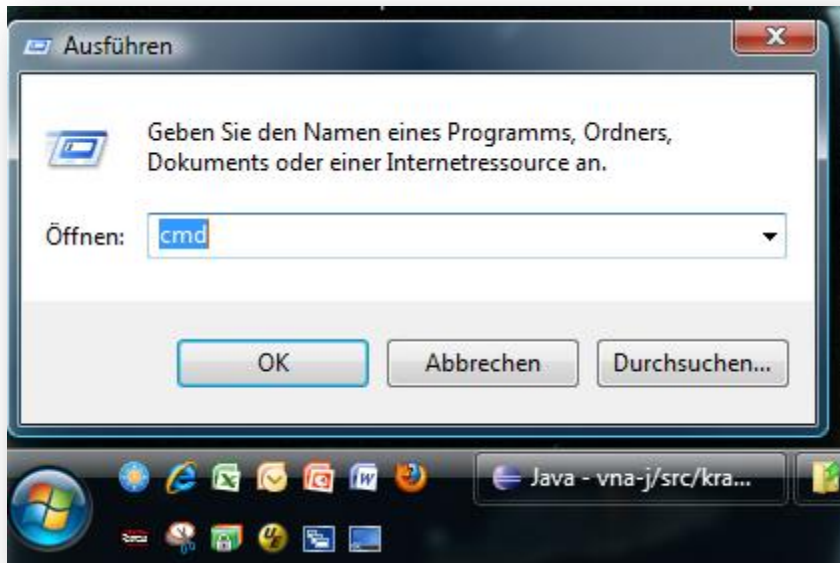 Ausführen
Geben Sie den Namen eines Programms, Ordners,
Dokuments oder einer Internetressource an.
Öffnen: cmd
OK Abbrechen Durchsuchen...
Java - vna-j/src/kra...